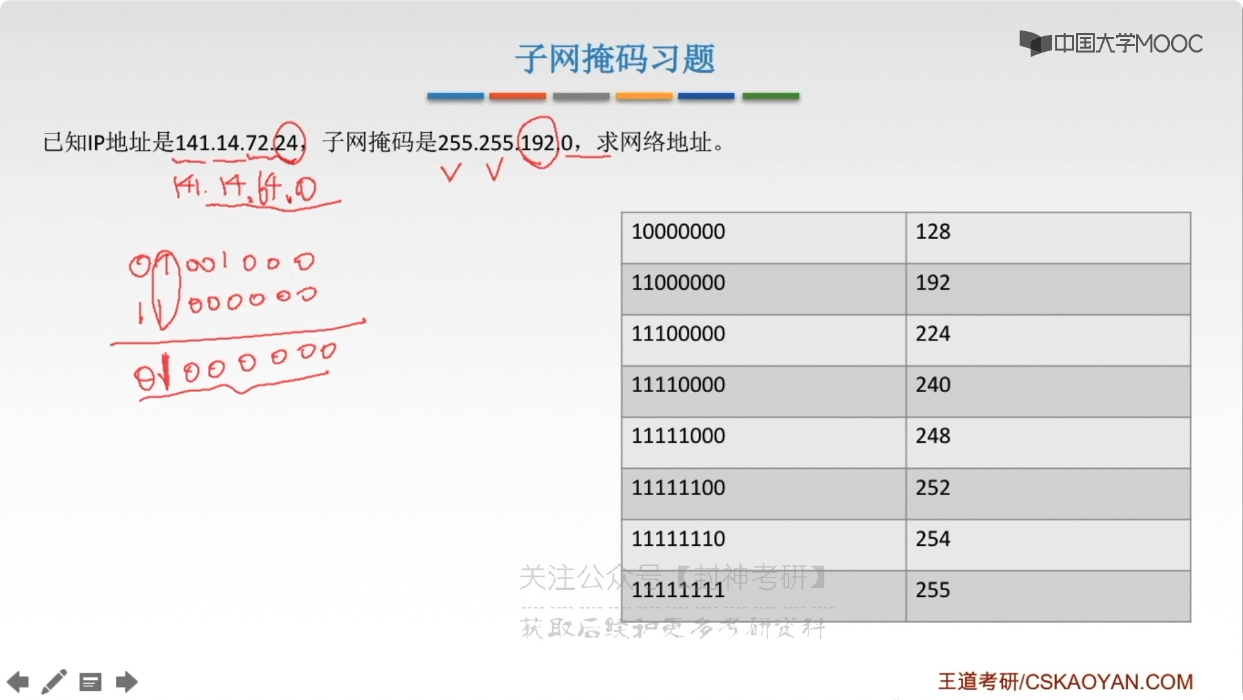 中国大学MOOC
子网掩码习题
已知IP地址是141.14.72.24，子网掩码是255.255.192.0，求网络地址。
141.14.64.0
01001000
11000000
01000000
10000000 128
11000000 192
11100000 224
11110000 240
11111000 248
11111100 252
11111110 254
11111111 255
关注公众号【封神考研】
获取后续和更多考研资料
王道考研/CSKAOYAN.COM